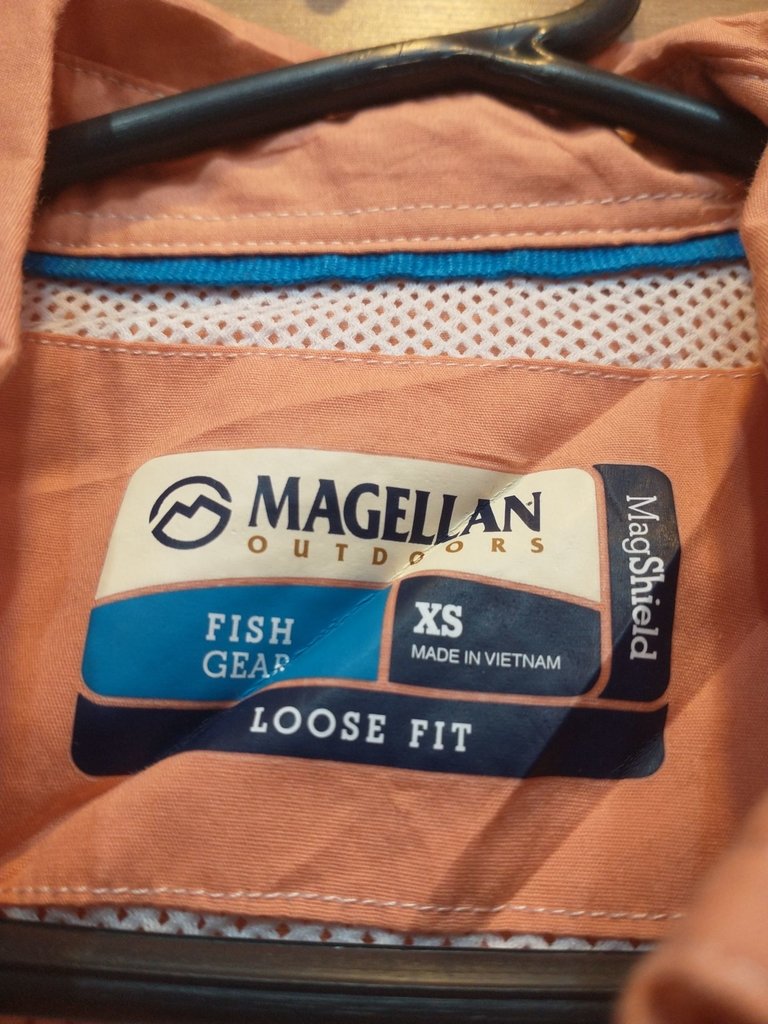 MAGELLAN
OUTDOORS
FISH
GEAR
XS
MADE IN VIETNAM
MagShield
LOOSE FIT